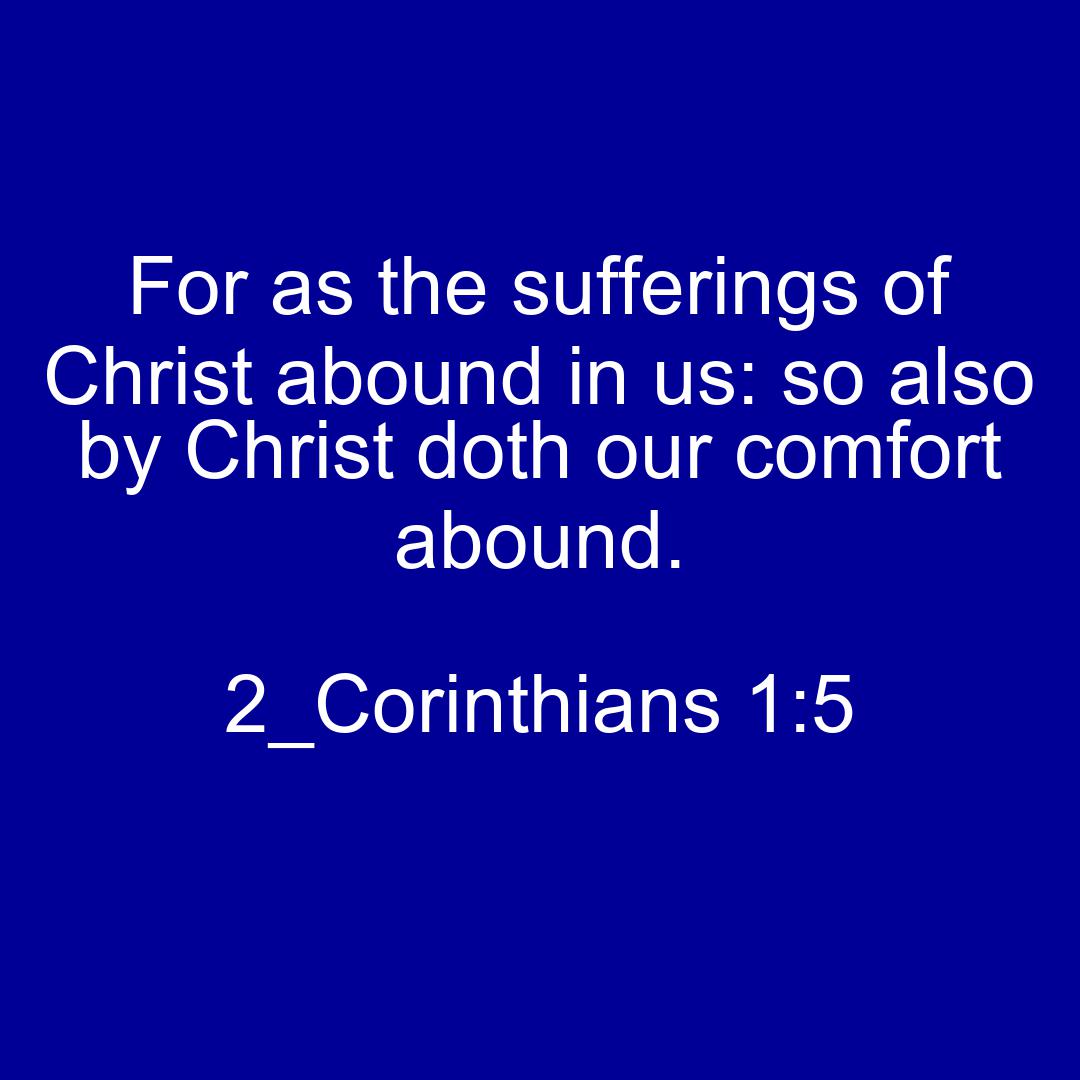 For as the sufferings of
Christ abound in us: so also
by Christ doth our comfort
abound.
2_Corinthians 1:5